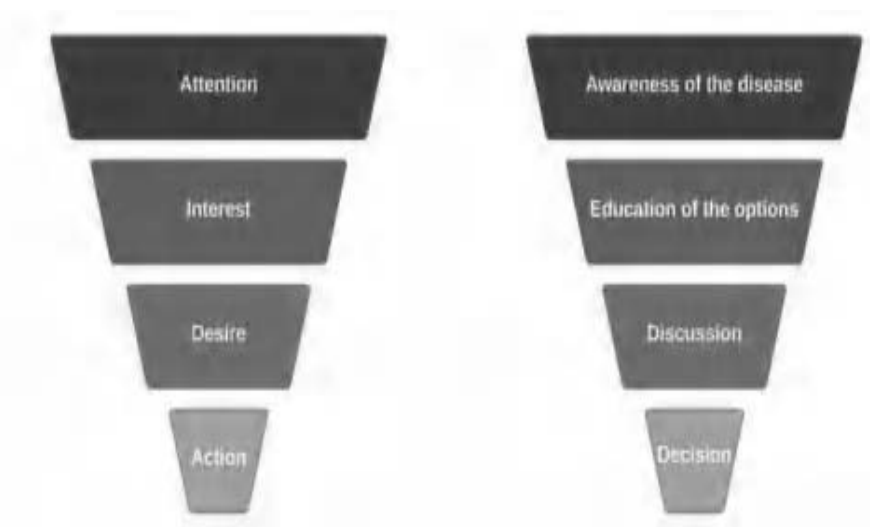 Attention
Interest
Desire
Action
Awareness of the disease
Education of the options
Discussion
Decision